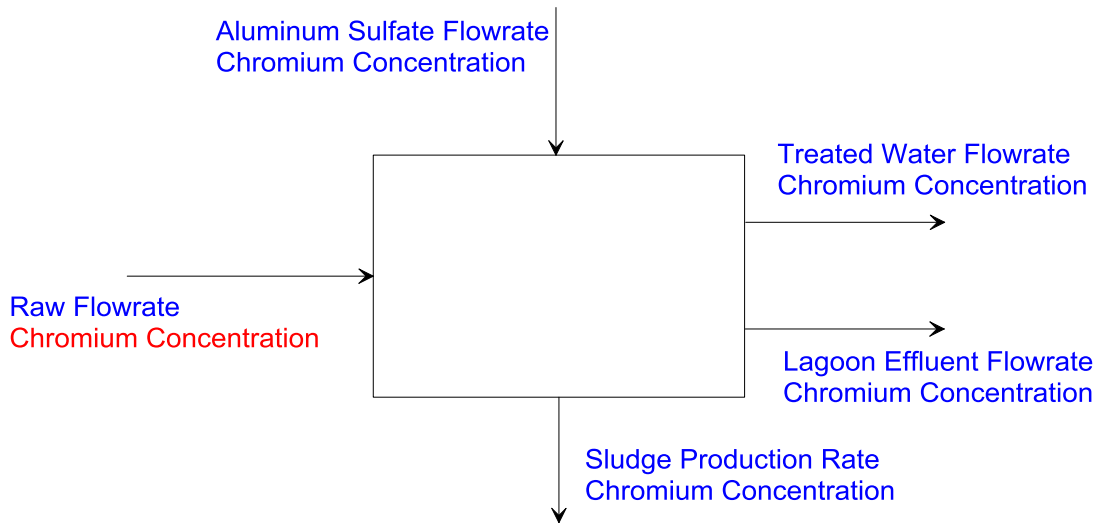 Aluminum Sulfate Flowrate
Chromium Concentration
Treated Water Flowrate
Chromium Concentration
Raw Flowrate
Chromium Concentration
Lagoon Effluent Flowrate
Chromium Concentration
Sludge Production Rate
Chromium Concentration